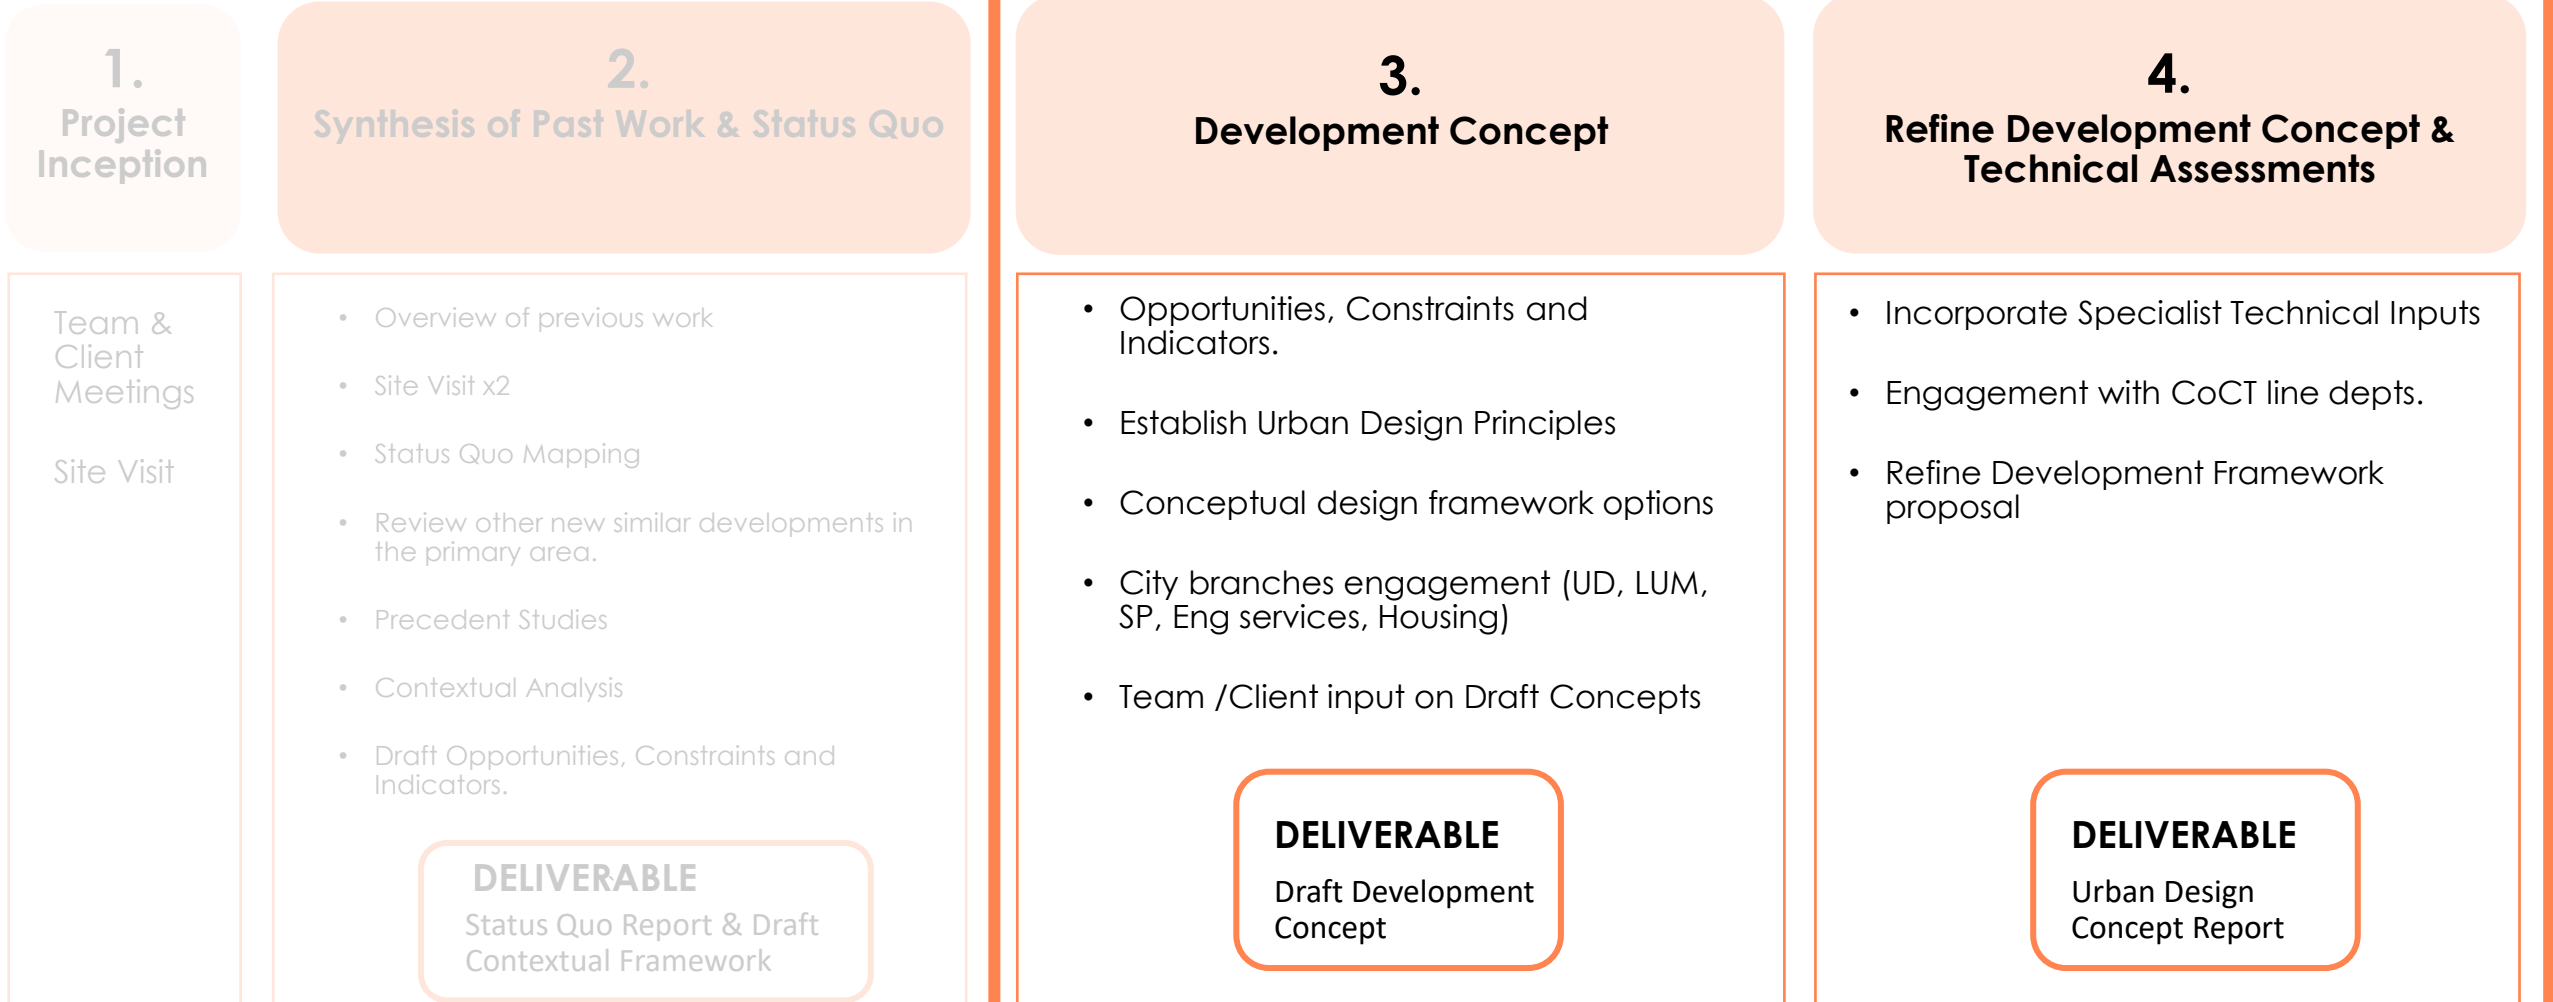 1.
Project
Inception
Team &
Client
Meetings
Site Visit
2.
Synthesis of Past Work & Status Quo
• Overview of previous work
• Site Visit x2
• Status Quo Mapping
• Review other new similar developments in
the primary area.
• Precedent Studies
• Contextual Analysis
• Draft Opportunities, Constraints and
Indicators.
DELIVERABLE
Status Quo Report & Draft
Contextual Framework
3.
Development Concept
• Opportunities, Constraints and
Indicators.
• Establish Urban Design Principles
• Conceptual design framework options
• City branches engagement (UD, LUM,
SP, Eng services, Housing)
• Team /Client input on Draft Concepts
DELIVERABLE
Draft Development
Concept
4.
Refine Development Concept &
Technical Assessments
• Incorporate Specialist Technical Inputs
• Engagement with CoCT line depts.
• Refine Development Framework
proposal
DELIVERABLE
Urban Design
Concept Report